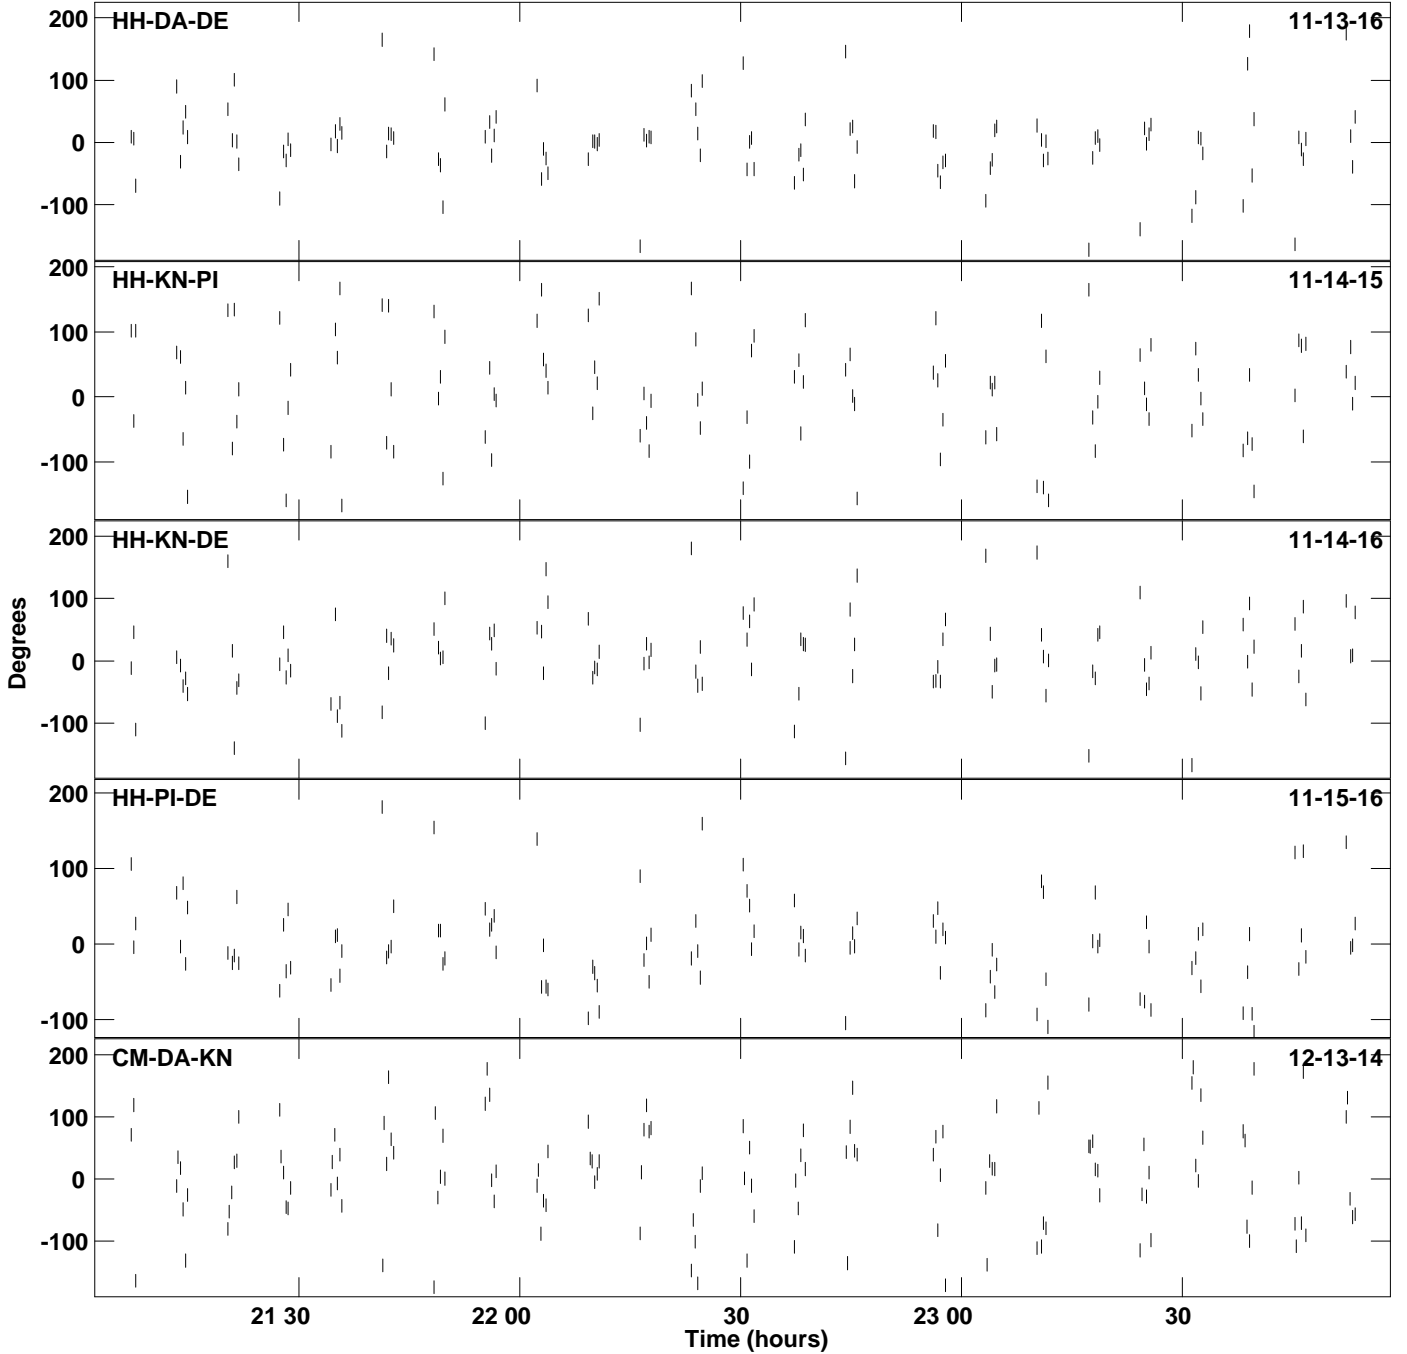 200
HH-DA-DE 11-13-16
100
0
-100
200
HH-KN-PI 11-14-15
100
0
-100
200
HH-KN-DE 11-14-16
100
0
-100
Degrees
200
HH-PI-DE 11-15-16
100
0
-100
200
CM-DA-KN 12-13-14
100
0
-100
21 30 22 00 30 23 00 30
Time (hours)